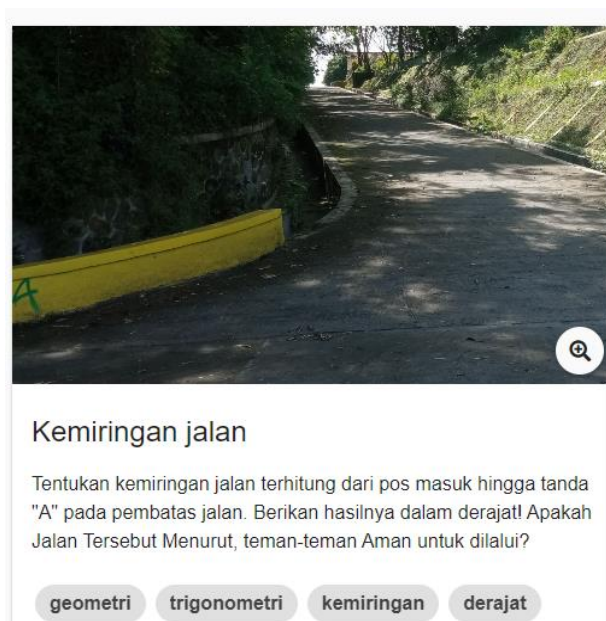 A
Kemiringan jalan
Tentukan kemiringan jalan terhitung dari pos masuk hingga tanda
"A" pada pembatas jalan. Berikan hasilnya dalam derajat! Apakah
Jalan Tersebut Menurut, teman-teman Aman untuk dilalui?
geometri trigonometri kemiringan derajat